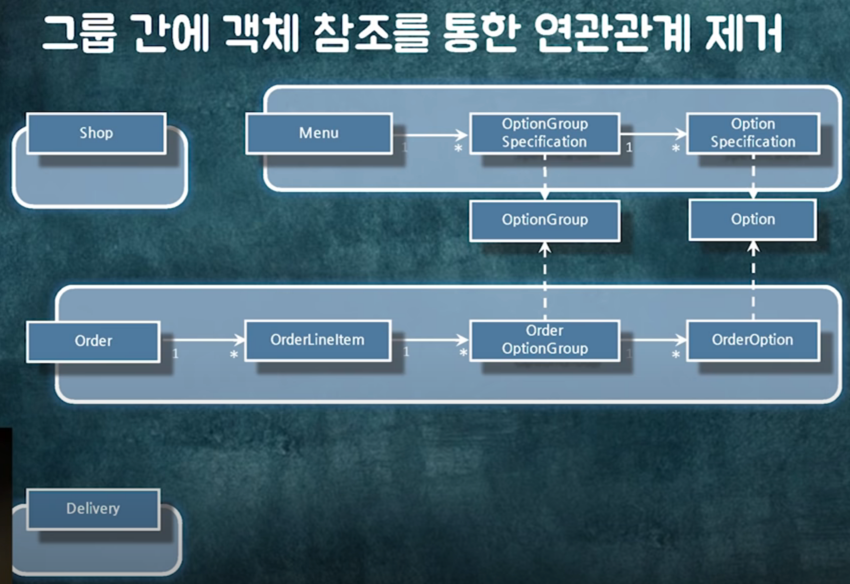 그룹 간에 객체 참조를 통한 연관관계 제거
Shop
Menu
1
*
OptionGroup
Specification
1
*
Option
Specification
OptionGroup
Option
Order
1
*
OrderLineItem
1
*
Order
OptionGroup
1
*
OrderOption
Delivery